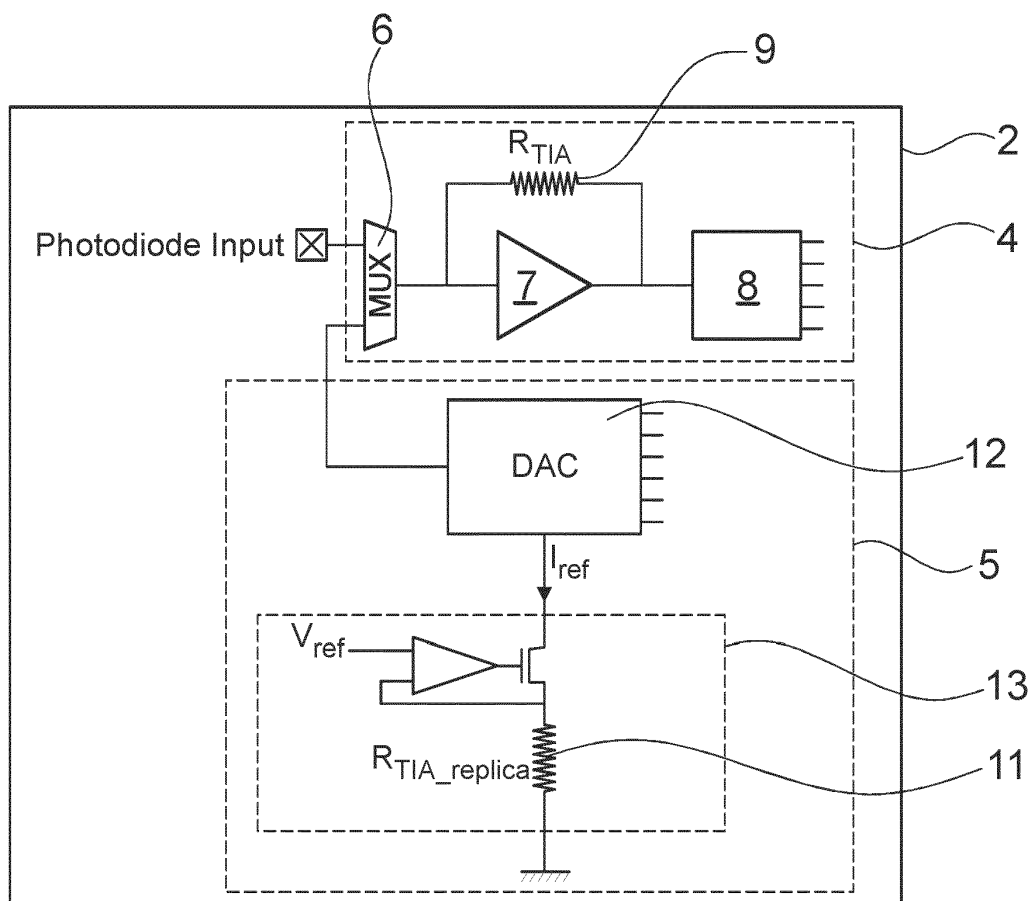 6
9
2
R_TIA
4
Photodiode Input
MUX
7
8
12
DAC
5
I_ref
V_ref
13
R_TIA_replica
11